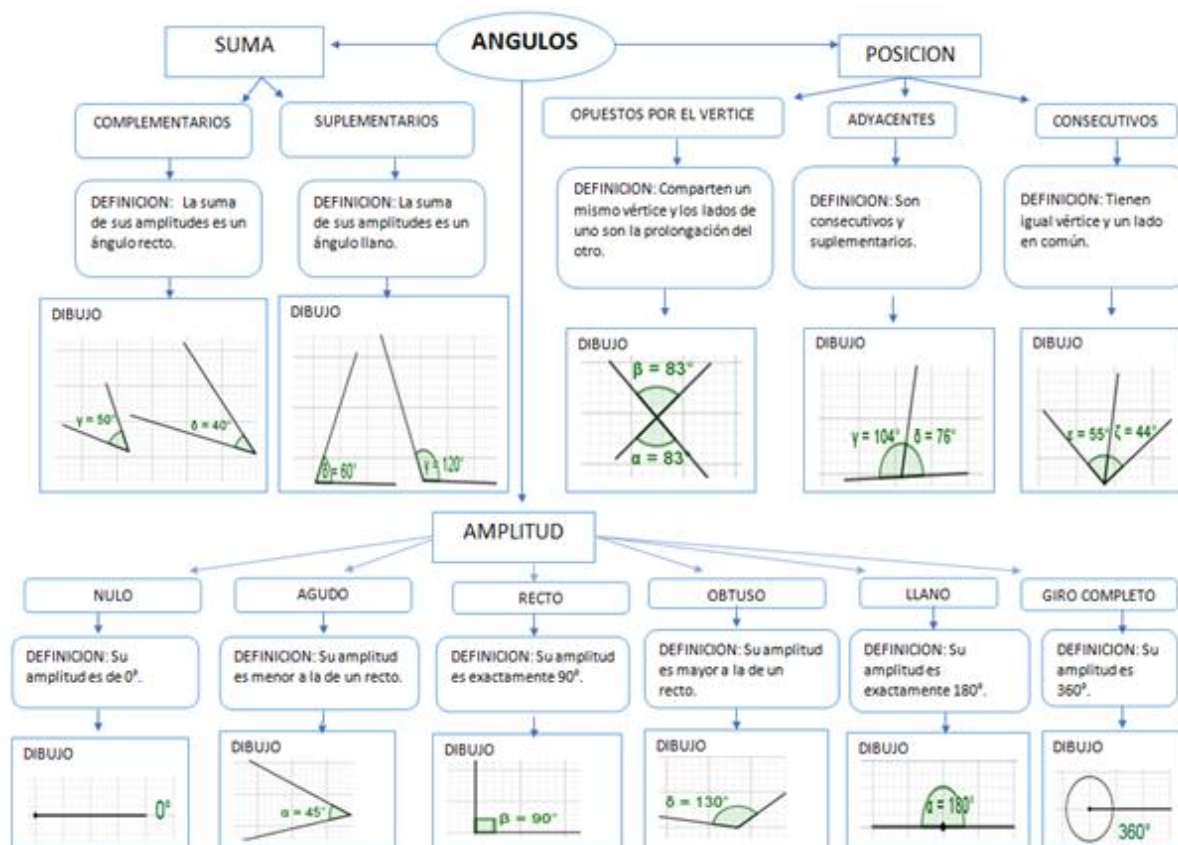 ANGULOS
SUMA
POSICION
COMPLEMENTARIOS
SUPLEMENTARIOS
OPUESTOS POR EL VERTICE
ADYACENTES
CONSECUTIVOS
DEFINICION: La suma
de sus amplitudes es un
ángulo recto.
DEFINICION: La suma
de sus amplitudes es un
ángulo llano.
DEFINICION: Comparten un
mismo vértice y los lados de
uno son la prolongación del
otro.
DEFINICION: Son
consecutivos y
suplementarios.
DEFINICION: Tienen
igual vértice y un lado
en común.
DIBUJO
γ = 50°
δ = 40°
DIBUJO
δ = 60°
γ = 120°
DIBUJO
β = 83°
α = 83°
DIBUJO
γ = 104°
δ = 76°
DIBUJO
ε = 55°
ζ = 44°
AMPLITUD
NULO
AGUDO
RECTO
OBTUSO
LLANO
GIRO COMPLETO
DEFINICION: Su
amplitud es de 0º.
DEFINICION: Su amplitud
es menor a la de un recto.
DEFINICION: Su amplitud
es exactamente 90º.
DEFINICION: Su amplitud
es mayor a la de un
recto.
DEFINICION: Su
amplitud es
exactamente 180º.
DEFINICION: Su
amplitud es
360º.
DIBUJO
0º
DIBUJO
α = 45°
DIBUJO
β = 90°
DIBUJO
δ = 130°
DIBUJO
α = 180°
DIBUJO
360°